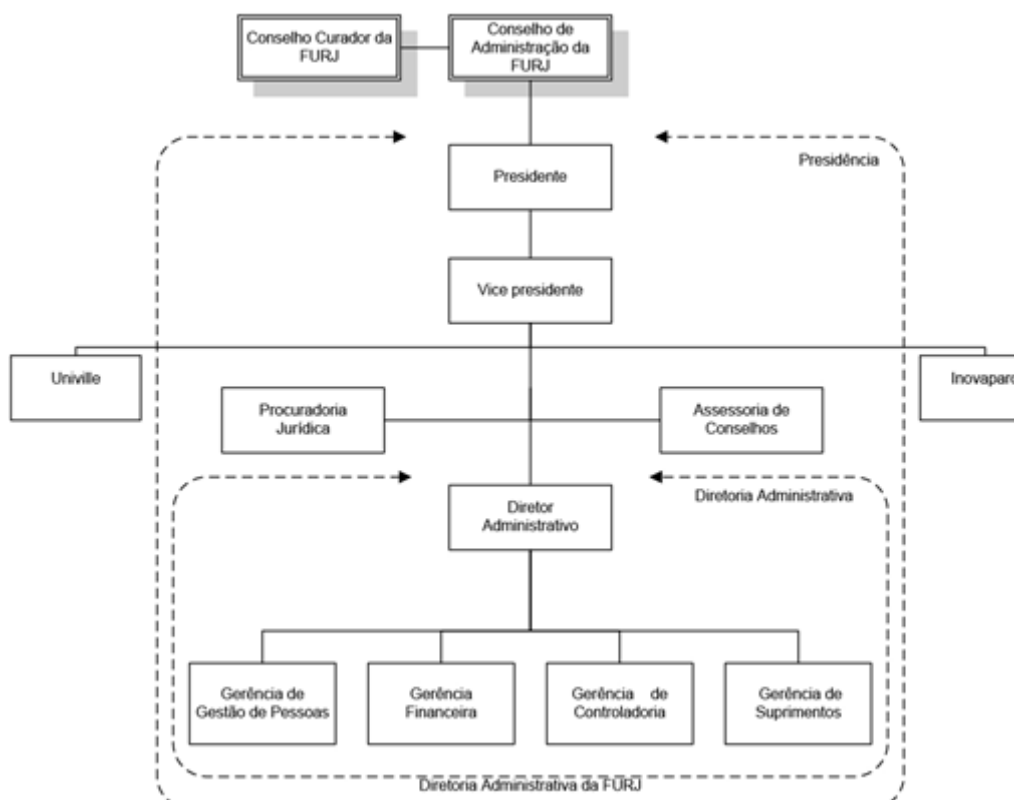 Conselho Curador da
FURJ
Conselho de
Administração da
FURJ
Presidência
Presidente
Vice presidente
Univille
Inovaparq
Procuradoria
Jurídica
Assessoria de
Conselhos
Diretoria Administrativa
Diretor
Administrativo
Gerência de
Gestão de Pessoas
Gerência
Financeira
Gerência de
Controladoria
Gerência de
Suprimentos
Diretoria Administrativa da FURJ